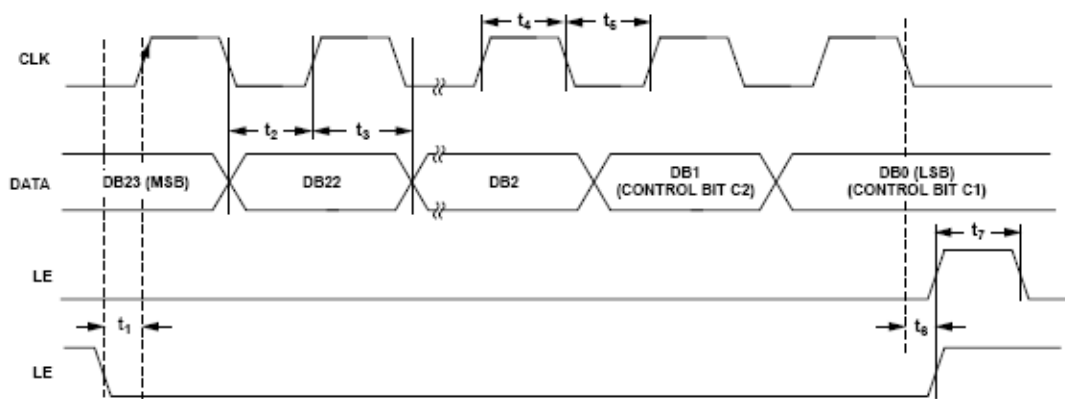 t4
t5
CLK
t2
t3
DATA
DB23 (MSB)
DB22
DB2
DB1
(CONTROL BIT C2)
DB0 (LSB)
(CONTROL BIT C1)
t7
LE
t1
t6
LE